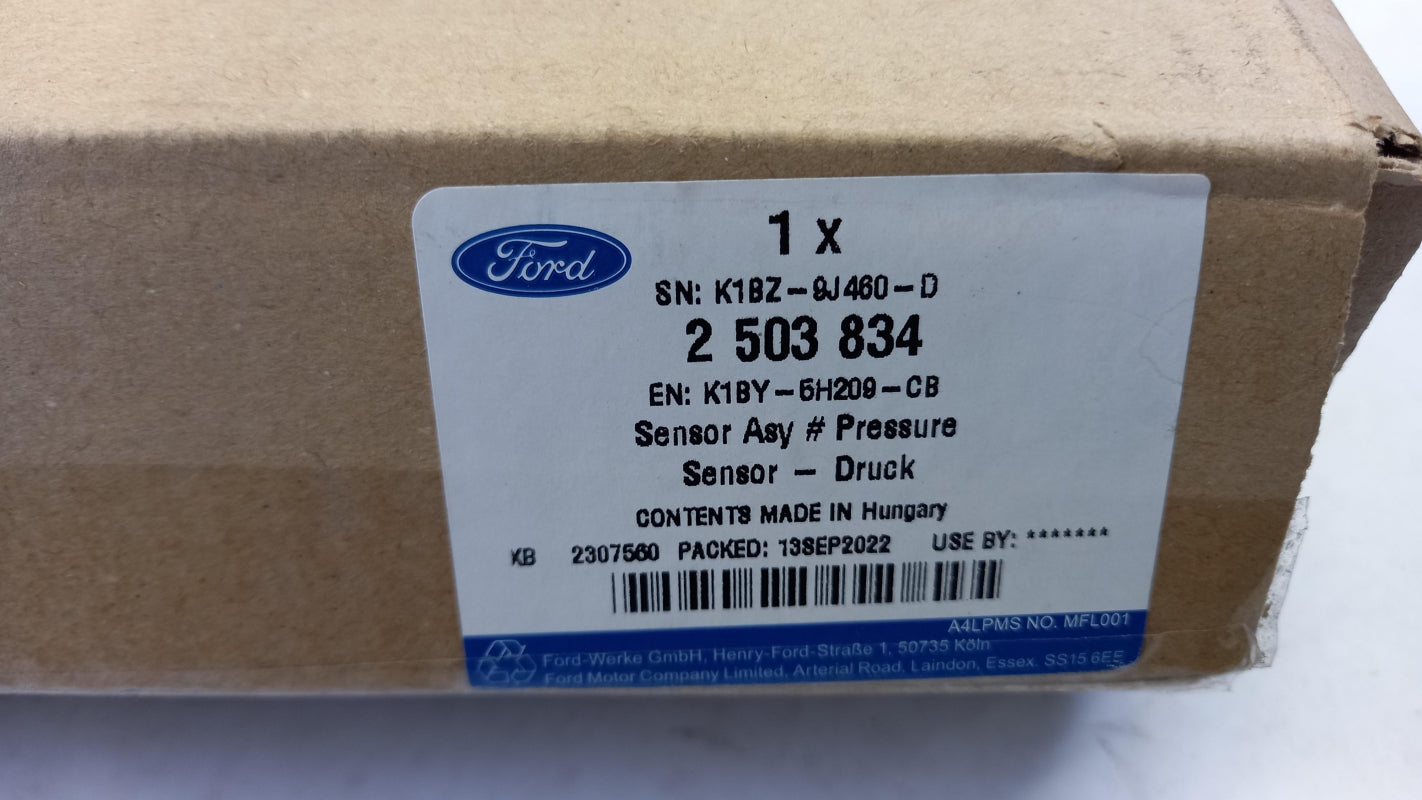 Ford
1 x
SN: K1BZ-9J460-D
2 503 834
EN: K1BY-5H209-CB
Sensor Asy # Pressure
Sensor - Druck
CONTENTS MADE IN Hungary
KB 2307560 PACKED: 13SEP2022 USE BY: *******
A4LPMS NO. MFL001
Ford-Werke GmbH, Henry-Ford-Straße 1, 50735 Köln
Ford Motor Company Limited, Arterial Road, Laindon, Essex. SS15 6EE